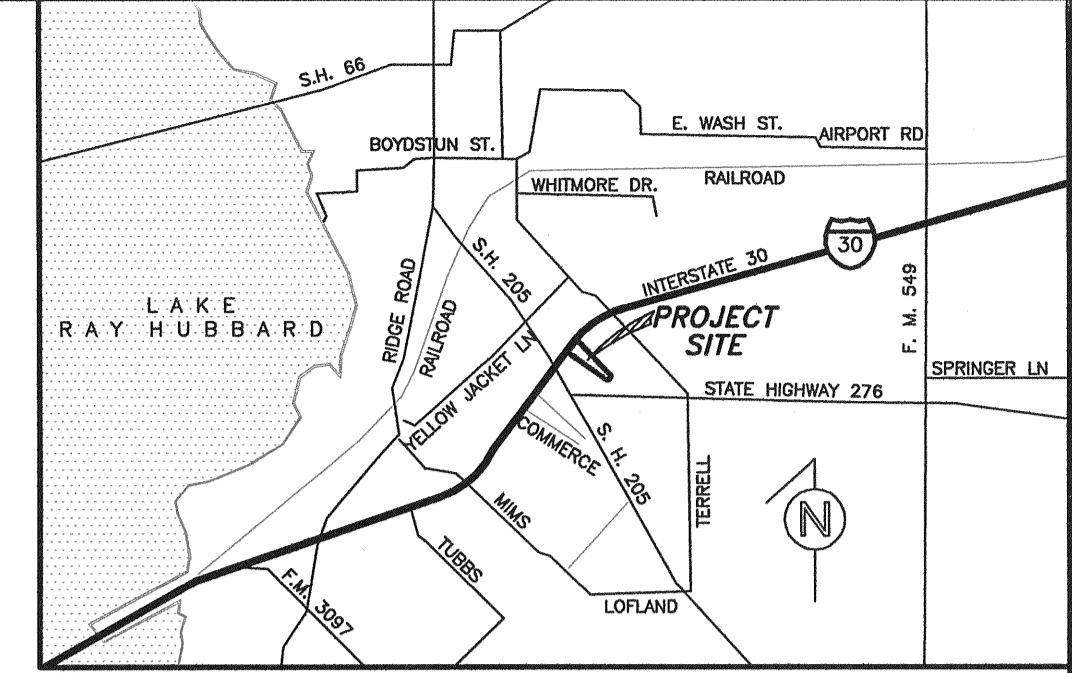 S.H. 66
BOYDSTUN ST.
E. WASH ST.
AIRPORT RD
WHITMORE DR.
RAILROAD
30
INTERSTATE 30
S.H. 205
LAKE
RAY HUBBARD
RIDGE ROAD
RAILROAD
YELLOW JACKET LN
PROJECT
SITE
F. M. 549
SPRINGER LN
STATE HIGHWAY 276
COMMERCE
S. H. 205
TERRELL
N
MIMS
TUBBS
F.M. 3097
LOFLAND